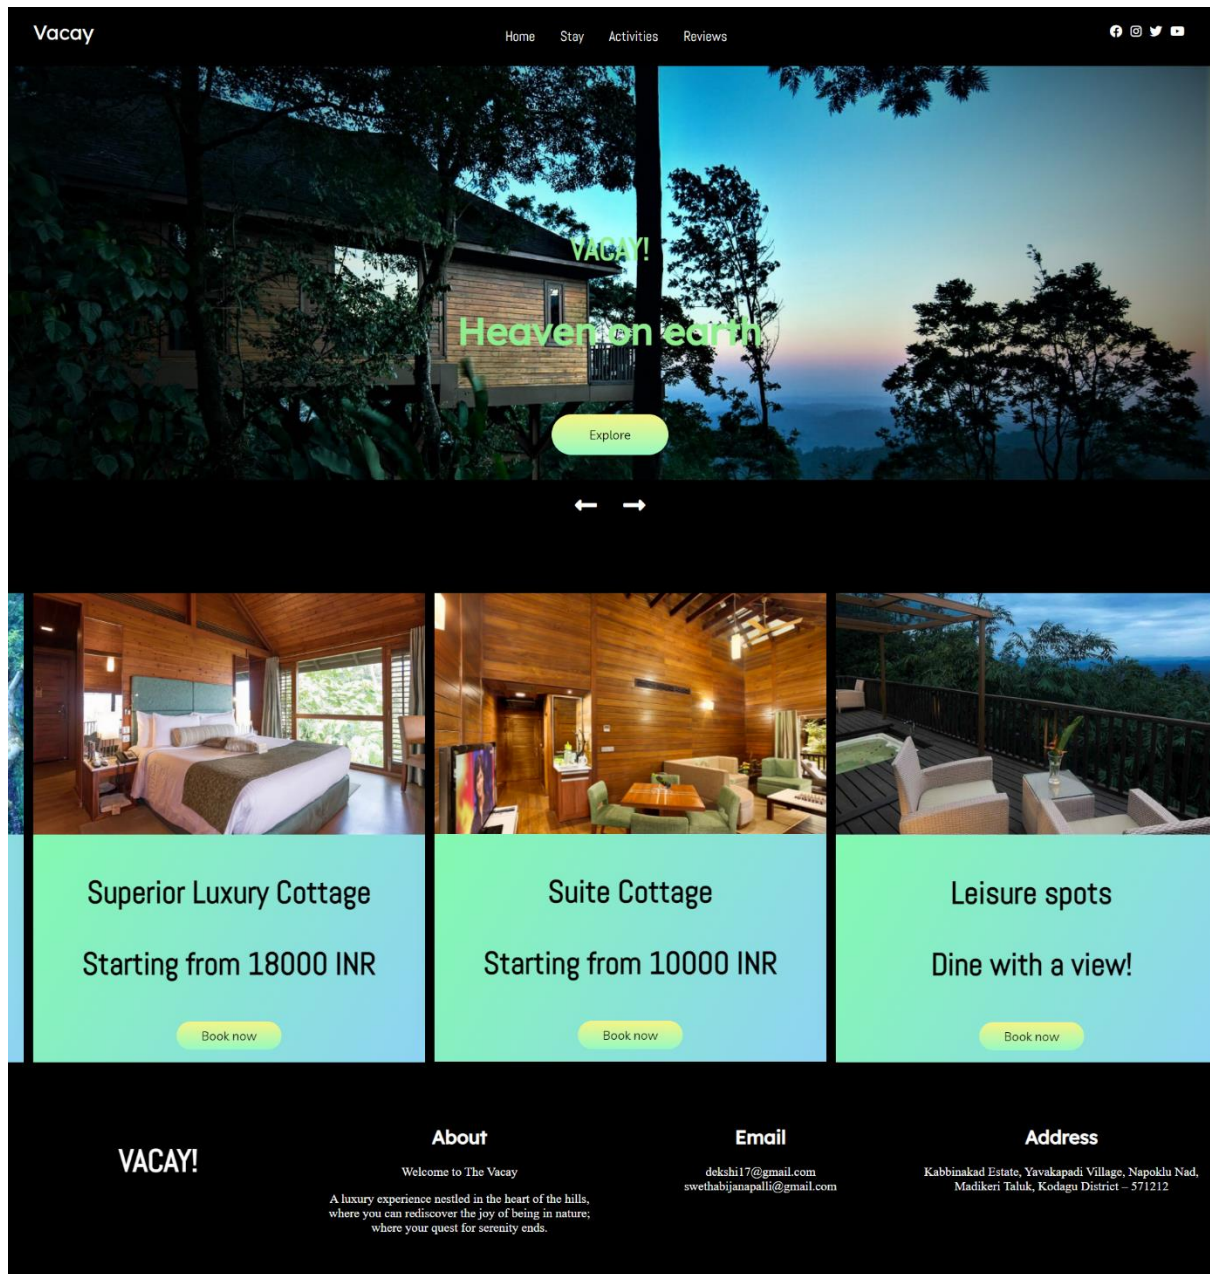 Vacay
Home Stay Activities Reviews
VACAY!
Heaven on earth
Explore
Superior Luxury Cottage
Starting from 18000 INR
Book now
Suite Cottage
Starting from 10000 INR
Book now
Leisure spots
Dine with a view!
Book now
VACAY!
About
Welcome to The Vacay
A luxury experience nestled in the heart of the hills,
where you can rediscover the joy of being in nature;
where your quest for serenity ends.
Email
dekshi17@gmail.com
swethabijanapalli@gmail.com
Address
Kabbinakad Estate, Yavakapadi Village, Napoklu Nad,
Madikeri Taluk, Kodagu District – 571212